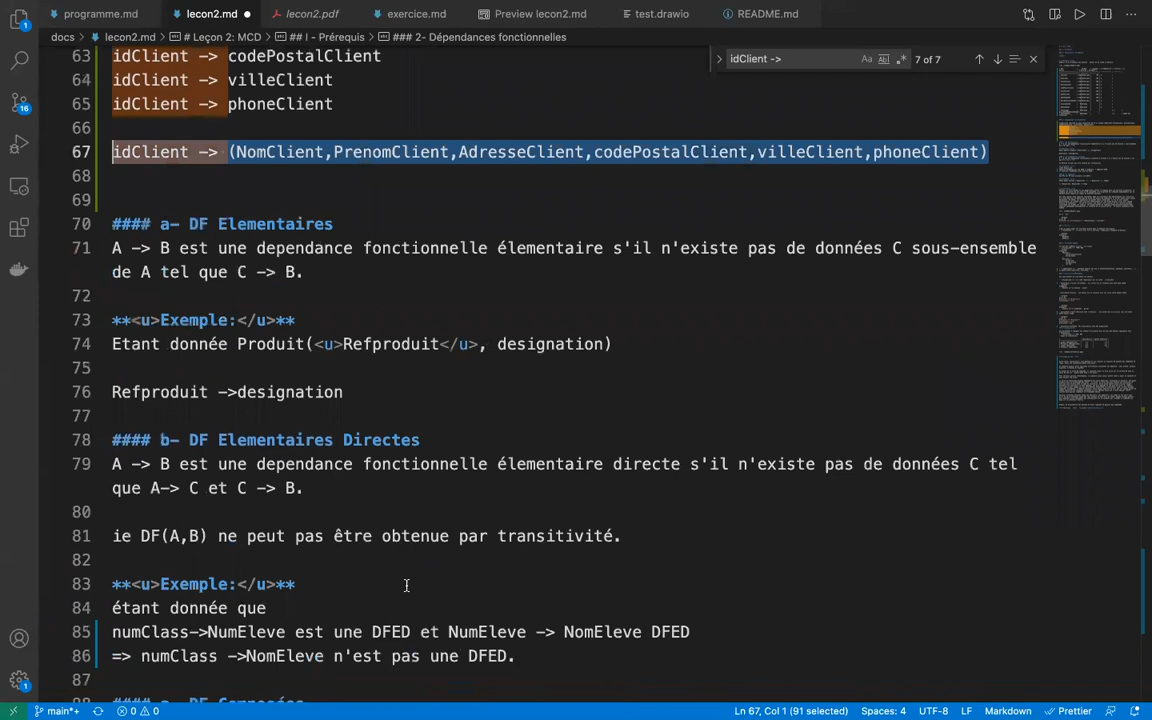 programme.md
lecon2.md
lecon2.pdf
exercice.md
Preview lecon2.md
test.drawio
README.md
docs > lecon2.md > # Leçon 2: MCD > ## I - Prérequis > ### 2- Dépendances fonctionnelles
idClient ->
Aa
Abl
.*
7 of 7
63 idClient -> codePostalClient
64 idClient -> villeClient
65 idClient -> phoneClient
66
67 idClient -> (NomClient,PrenomClient,AdresseClient,codePostalClient,villeClient,phoneClient)
68
69
70 #### a- DF Elementaires
71 A -> B est une dependance fonctionnelle élementaire s'il n'existe pas de données C sous-ensemble
de A tel que C -> B.
72
73 **<u>Exemple:</u>**
74 Etant donnée Produit(<u>Refproduit</u>, designation)
75
76 Refproduit ->designation
77
78 #### b- DF Elementaires Directes
79 A -> B est une dependance fonctionnelle élementaire directe s'il n'existe pas de données C tel
que A-> C et C -> B.
80
81 ie DF(A,B) ne peut pas être obtenue par transitivité.
82
83 **<u>Exemple:</u>**
84 étant donnée que
85 numClass->NumEleve est une DFED et NumEleve -> NomEleve DFED
86 => numClass ->NomEleve n'est pas une DFED.
87
1
16
1
main*+
0
0
Ln 67, Col 1 (91 selected)
Spaces: 4
UTF-8
LF
Markdown
Prettier